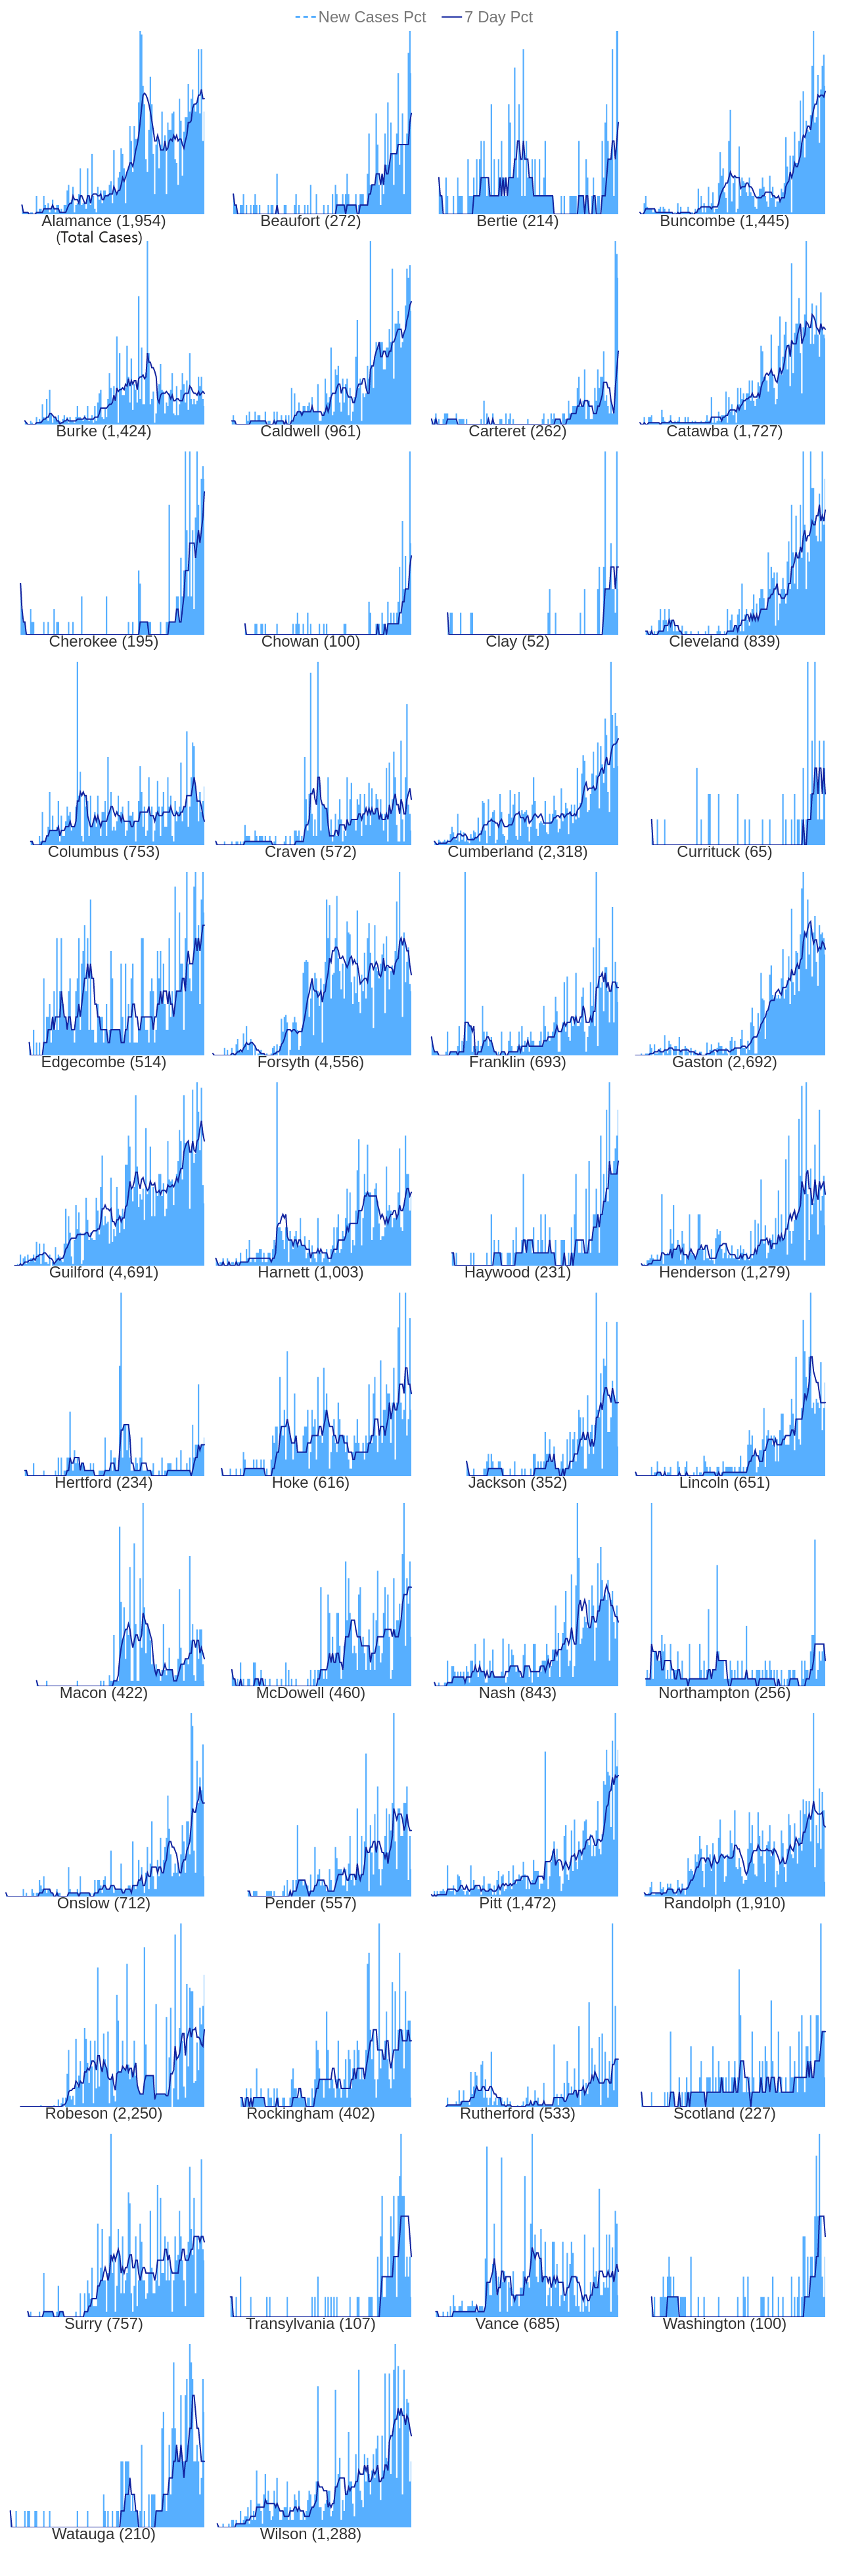 New Cases Pct 7 Day Pct
Alamance (1,954) Beaufort (272) Bertie (214) Buncombe (1,445)
(Total Cases)
Burke (1,424) Caldwell (961) Carteret (262) Catawba (1,727)
Cherokee (195) Chowan (100) Clay (52) Cleveland (839)
Columbus (753) Craven (572) Cumberland (2,318) Currituck (65)
Edgecombe (514) Forsyth (4,556) Franklin (693) Gaston (2,692)
Guilford (4,691) Harnett (1,003) Haywood (231) Henderson (1,279)
Hertford (234) Hoke (616) Jackson (352) Lincoln (651)
Macon (422) McDowell (460) Nash (843) Northampton (256)
Onslow (712) Pender (557) Pitt (1,472) Randolph (1,910)
Robeson (2,250) Rockingham (402) Rutherford (533) Scotland (227)
Surry (757) Transylvania (107) Vance (685) Washington (100)
Watauga (210) Wilson (1,288)